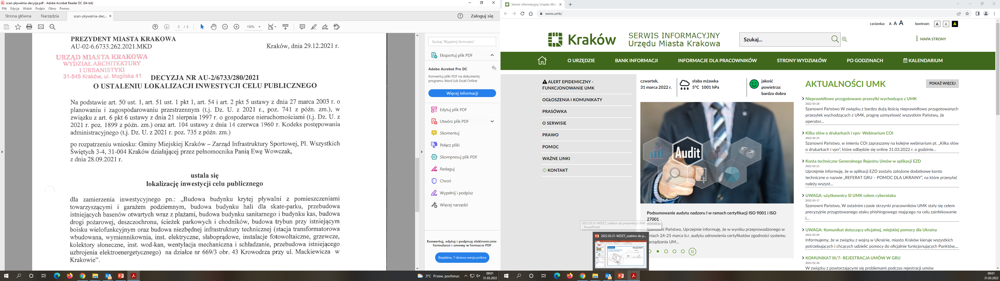 scan-pływalnia-decyzja.pdf - Adobe Acrobat Reader DC (64-bit)
Plik Edycja Widok Podpis Okno Pomoc
Strona główna Narzędzia scan-pływalnia-dec... × Zaloguj się
2 / 2 150%
PREZYDENT MIASTA KRAKOWA
AU-02-6.6733.262.2021.MKD
Kraków, dnia 29.12.2021 r.
URZĄD MIASTA KRAKOWA
WYDZIAŁ ARCHITEKTURY
I URBANISTYKI
31-545 Kraków, ul. Mogilska 41
DECYZJA NR AU-2/6733/280/2021
O USTALENIU LOKALIZACJI INWESTYCJI CELU PUBLICZNEGO
Na podstawie art. 50 ust. 1, art. 51 ust. 1 pkt 1, art. 54 i art. 2 pkt 5 ustawy z dnia 27 marca 2003 r. o
planowaniu i zagospodarowaniu przestrzennym (t.j. Dz. U. z 2021 r., poz. 741 z późn. zm.), w
związku z art. 6 pkt 6 ustawy z dnia 21 sierpnia 1997 r. o gospodarce nieruchomościami (t.j. Dz. U. z
2021 r. poz. 1899 z późn. zm.) oraz art. 104 ustawy z dnia 14 czerwca 1960 r. Kodeks postępowania
administracyjnego (t.j. Dz. U. z 2021 r. poz. 735 z późn. zm.)
po rozpatrzeniu wniosku: Gminy Miejskiej Kraków – Zarząd Infrastruktury Sportowej, Pl. Wszystkich
Świętych 3-4, 31-004 Kraków działającej przez pełnomocnika Panią Ewę Wowczak,
z dnia 28.09.2021 r.
ustala się
lokalizację inwestycji celu publicznego
dla zamierzenia inwestycyjnego pn.: „Budowa budynku krytej pływalni z pomieszczeniami
towarzyszącymi i garażem podziemnym, budowa budynku hali dla skate-parku, przebudowa
istniejących basenów otwartych wraz z plażami, budowa budynku sanitarnego i budynku kas, budowa
drogi pożarowej, deszczochronu, ścieżek parkowych i chodników, budowa trybun przy istniejącym
boisku wielofunkcyjnym oraz budowa niezbędnej infrastruktury technicznej (stacja transformatorowa
wbudowana, wymiennikownia, inst. elektryczne, słaboprądowe, instalacje fotowoltaiczne, grzewcze,
kolektory słoneczne, inst. wod-kan, wentylacja mechaniczna i schładzanie, przebudowa istniejącego
uzbrojenia elektroenergetycznego) na działce nr 669/3 obr. 43 Krowodrza przy ul. Mackiewicza w
Krakowie”.
Szukaj 'Wypełnij formularz'
Eksportuj plik PDF
Adobe Acrobat Pro DC
Konwertuj pliki PDF na dokumenty
programu Word lub Excel Online
Więcej informacji
Edytuj plik PDF
Utwórz plik PDF
Skomentuj
Połącz pliki
Skompresuj plik PDF
Redaguj
Chroń
Wypełnij i podpisz
Więcej narzędzi
Konwertuj, edytuj i podpisuj elektronicznie
formularze i umowy w formacie PDF
Bezpłatna, 7-dniowa wersja próbna
3°C Przew. pochmur. 09:01
31.03.2022
Serwis informacyjny Urzędu Mia
www.umk/
czcionka: A A A kontrast: A A A
Kraków
SERWIS INFORMACYJNY
Urzędu Miasta Krakowa
Szukaj...
MAPA STRONY
O URZĘDZIE BANK INFORMACJI INFORMACJE DLA PRACOWNIKÓW STRONY WYDZIAŁÓW PO GODZINACH KALENDARIUM
ALERT EPIDEMICZNY -
FUNKCJONOWANIE UMK
OGŁOSZENIA I KOMUNIKATY
PRASÓWKA
O SERWISIE
PRAWO
POMOC
WAŻNE LINKI
KONTAKT
czwartek,
31 marca 2022 r.
słaba mżawka
5°C 1001 hPa
jakość
powietrza:
bardzo dobra
Audit
Podsumowanie audytu nadzoru I w ramach certyfikacji ISO 9001 i ISO
27001
2022-03-30
Szanowni Państwo, Uprzejmie informuję, że w wyniku przeprowadzonego w
dniach 24-25 marca b.r. audytu odnowienia certyfikatów zgodności systemu
zarządzania UM...
2022.03.31-WZIZT_szablon do prezentacji UMK
- PowerPoint
2022.03.31-WZIZT_szablon do p...
Kraków Decyzje ULICP
AKTUALNOŚCI UMK
POKAŻ WIĘCEJ
Nieprawidłowo przygotowane przesyłki wychodzące z UMK
2022-03-28
Szanowni Państwo W związku z bardzo dużą ilością nieprawidłowo przygotowanych
przesyłek wychodzących z UMK, pragnę uzmysłowić wszystkim Państwu, że
operator...
Kilka słów o drukarkach i vpn- Webinarium COI
2022-03-25
Szanowni Państwo, w imieniu COI zapraszamy na kolejne webinarium pt. „Kilka słów
o drukarkach i vpn”, które odbędzie się online 31.03.2022 r. o godzinie...
Konta techniczne Generalnego Rejestru Umów w aplikacji EZD
2022-03-21
Uprzejmie informuję, że w aplikacji EZD zostało założone dodatkowe konto
techniczne o nazwie „REFERAT GRU – POMOC DLA UKRAINY”, na które przesyłać
należy wszyst...
UWAGA: użytkownicy SI UMK celem cyberataku
2022-03-17
Szanowni Państwo, W ostatnim czasie skrzynki pracowników UMK stały się celem
precyzyjnie przygotowanego ataku phishingowego mającego na celu zainfekowanie
i...
UWAGA: Komunikat dotyczący oficjalnej, miejskiej pomocy dla Ukrainy
2022-03-04
Informujemy, że w związku z wojną w Ukrainie, miasto Kraków kieruje wszystkich
potrzebujących i chcących udzielić pomocy do oficjalnie funkcjonujących Punktów,...
KOMUNIKAT III/7- REJESTRACJA UMÓW W GRU
2022-02-28
W związku z powtarzającymi się problemami podczas rejestracji umów
09:01
31.03.2022